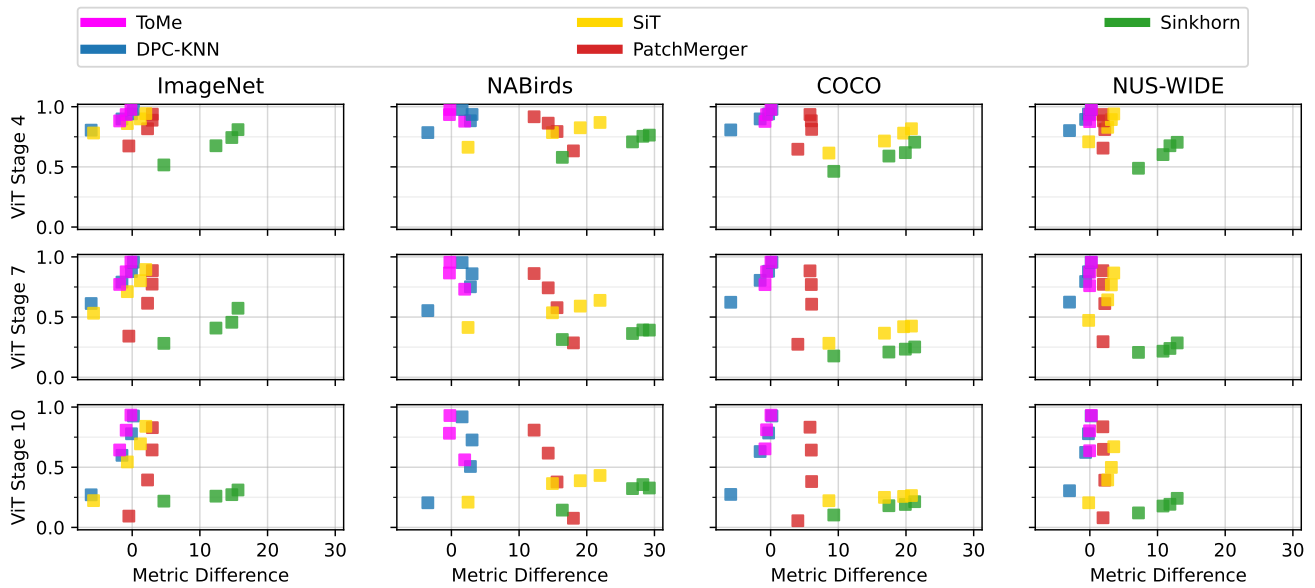 ToMe SiT Sinkhorn
DPC-KNN PatchMerger
ImageNet NABirds COCO NUS-WIDE
ViT Stage 4
1.0
0.5
0.0
ViT Stage 7
1.0
0.5
0.0
ViT Stage 10
1.0
0.5
0.0
0 10 20 30 0 10 20 30 0 10 20 30 0 10 20 30
Metric Difference Metric Difference Metric Difference Metric Difference